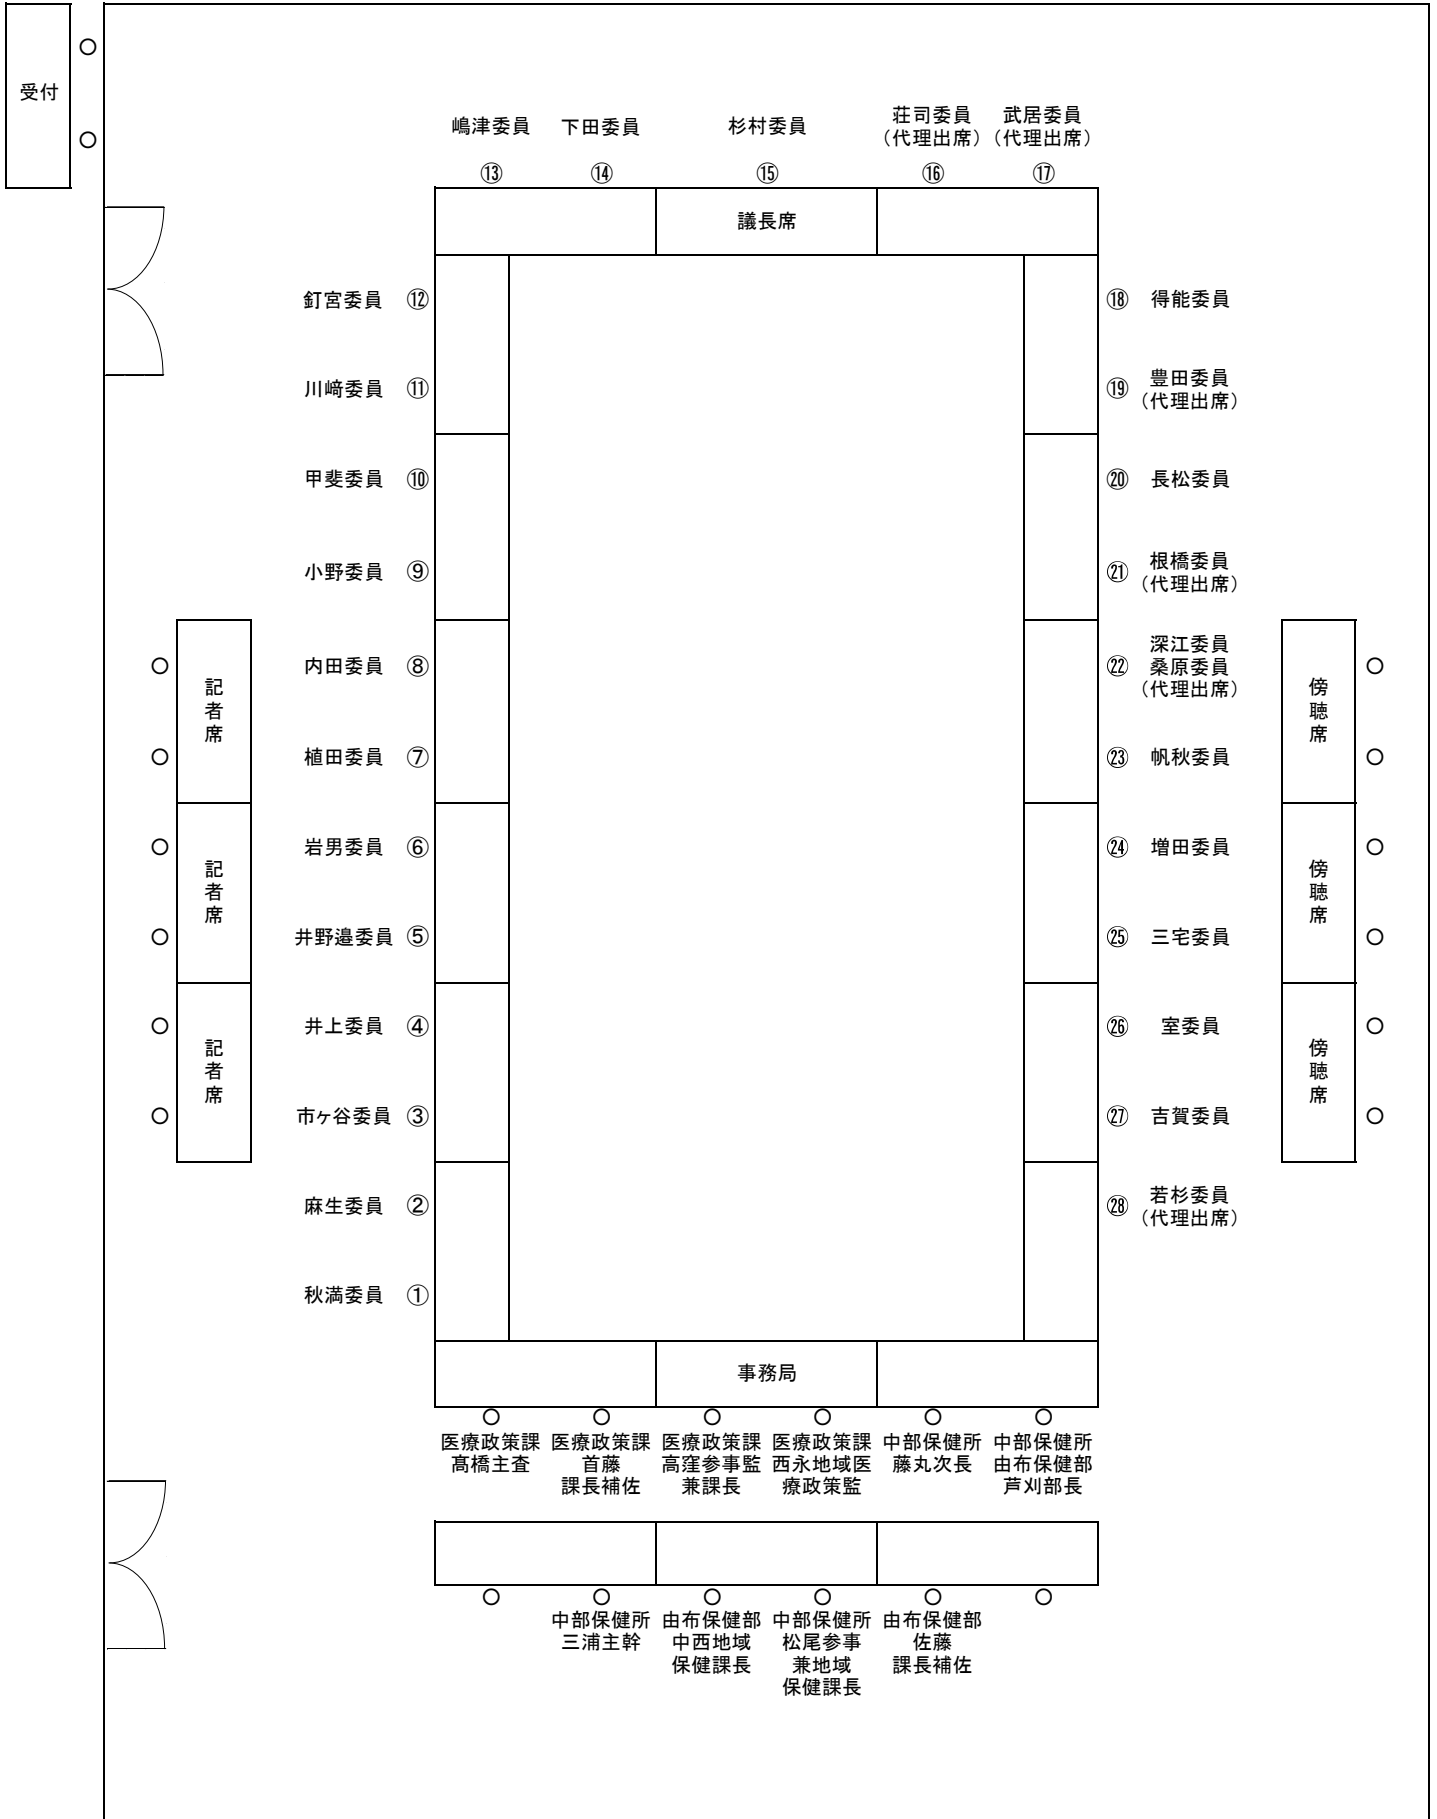 受付
嶋津委員
下田委員
杉村委員
荘司委員
（代理出席）
武居委員
（代理出席）
⑬
⑭
⑮
⑯
⑰
議長席
釘宮委員 ⑫
川﨑委員 ⑪
甲斐委員 ⑩
小野委員 ⑨
内田委員 ⑧
植田委員 ⑦
岩男委員 ⑥
井野邉委員 ⑤
井上委員 ④
市ヶ谷委員 ③
麻生委員 ②
秋満委員 ①
⑱ 得能委員
⑲ 豊田委員
（代理出席）
⑳ 長松委員
㉑ 根橋委員
（代理出席）
㉒ 深江委員
桑原委員
（代理出席）
㉓ 帆秋委員
㉔ 増田委員
㉕ 三宅委員
㉖ 室委員
㉗ 吉賀委員
㉘ 若杉委員
（代理出席）
記者席
記者席
記者席
傍聴席
傍聴席
傍聴席
事務局
医療政策課
髙橋主査
医療政策課
首藤
課長補佐
医療政策課
高窪参事監
兼課長
医療政策課
西永地域医
療政策監
中部保健所
藤丸次長
中部保健所
由布保健部
芦刈部長
中部保健所
三浦主幹
由布保健部
中西地域
保健課長
中部保健所
松尾参事
兼地域
保健課長
由布保健部
佐藤
課長補佐